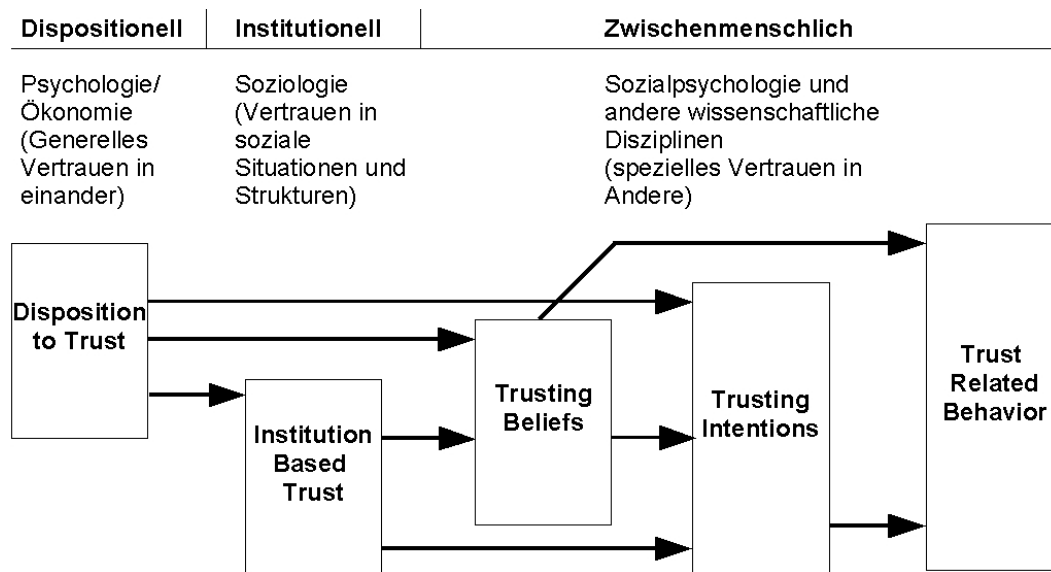 Dispositionell
Institutionell
Zwischenmenschlich
Psychologie/
Ökonomie
(Generelles
Vertrauen in
einander)
Soziologie
(Vertrauen in
soziale
Situationen und
Strukturen)
Sozialpsychologie und
andere wissenschaftliche
Disziplinen
(spezielles Vertrauen in
Andere)
Disposition
to Trust
Institution
Based
Trust
Trusting
Beliefs
Trusting
Intentions
Trust
Related
Behavior